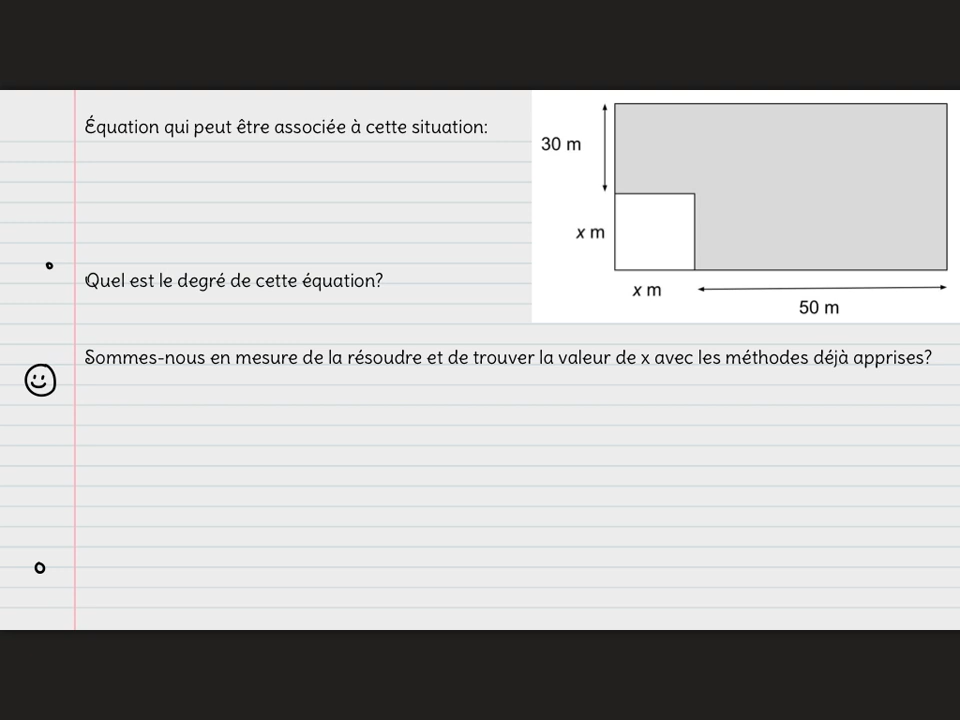 Équation qui peut être associée à cette situation:
30 m
x m
x m
50 m
Quel est le degré de cette équation?
Sommes-nous en mesure de la résoudre et de trouver la valeur de x avec les méthodes déjà apprises?